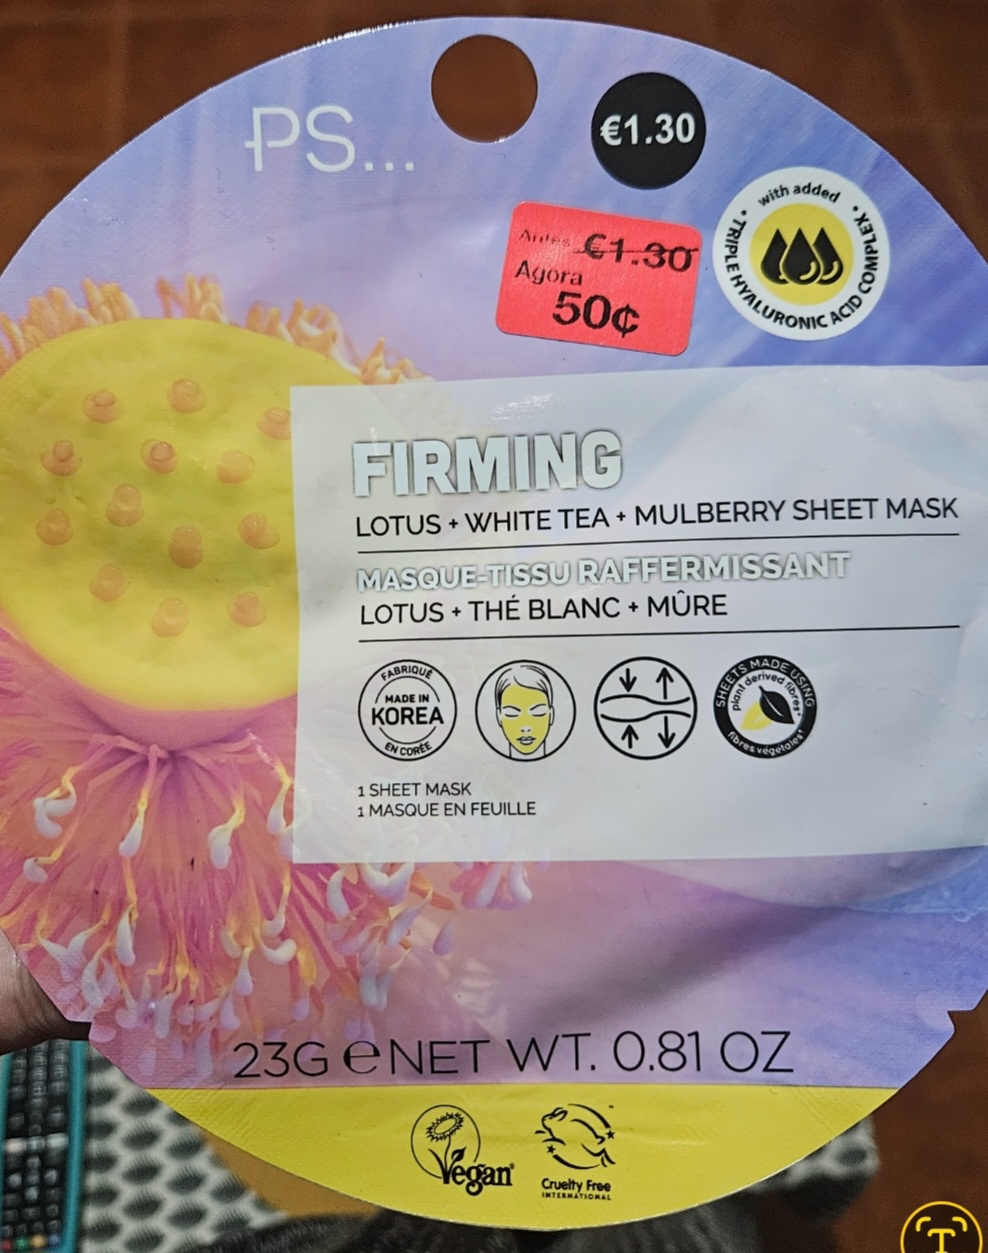 PS...
€1.30
with added
• TRIPLE HYALURONIC ACID COMPLEX •
Antes €1.30
Agora
50¢
FIRMING
LOTUS + WHITE TEA + MULBERRY SHEET MASK
MASQUE-TISSU RAFFERMISSANT
LOTUS + THÉ BLANC + MÛRE
FABRIQUÉ
MADE IN
KOREA
EN CORÉE
SHEETS MADE USING
plant derived fibres*
fibres végétales*
1 SHEET MASK
1 MASQUE EN FEUILLE
23G e NET WT. 0.81 OZ
Vegan
Cruelty Free
INTERNATIONAL
T